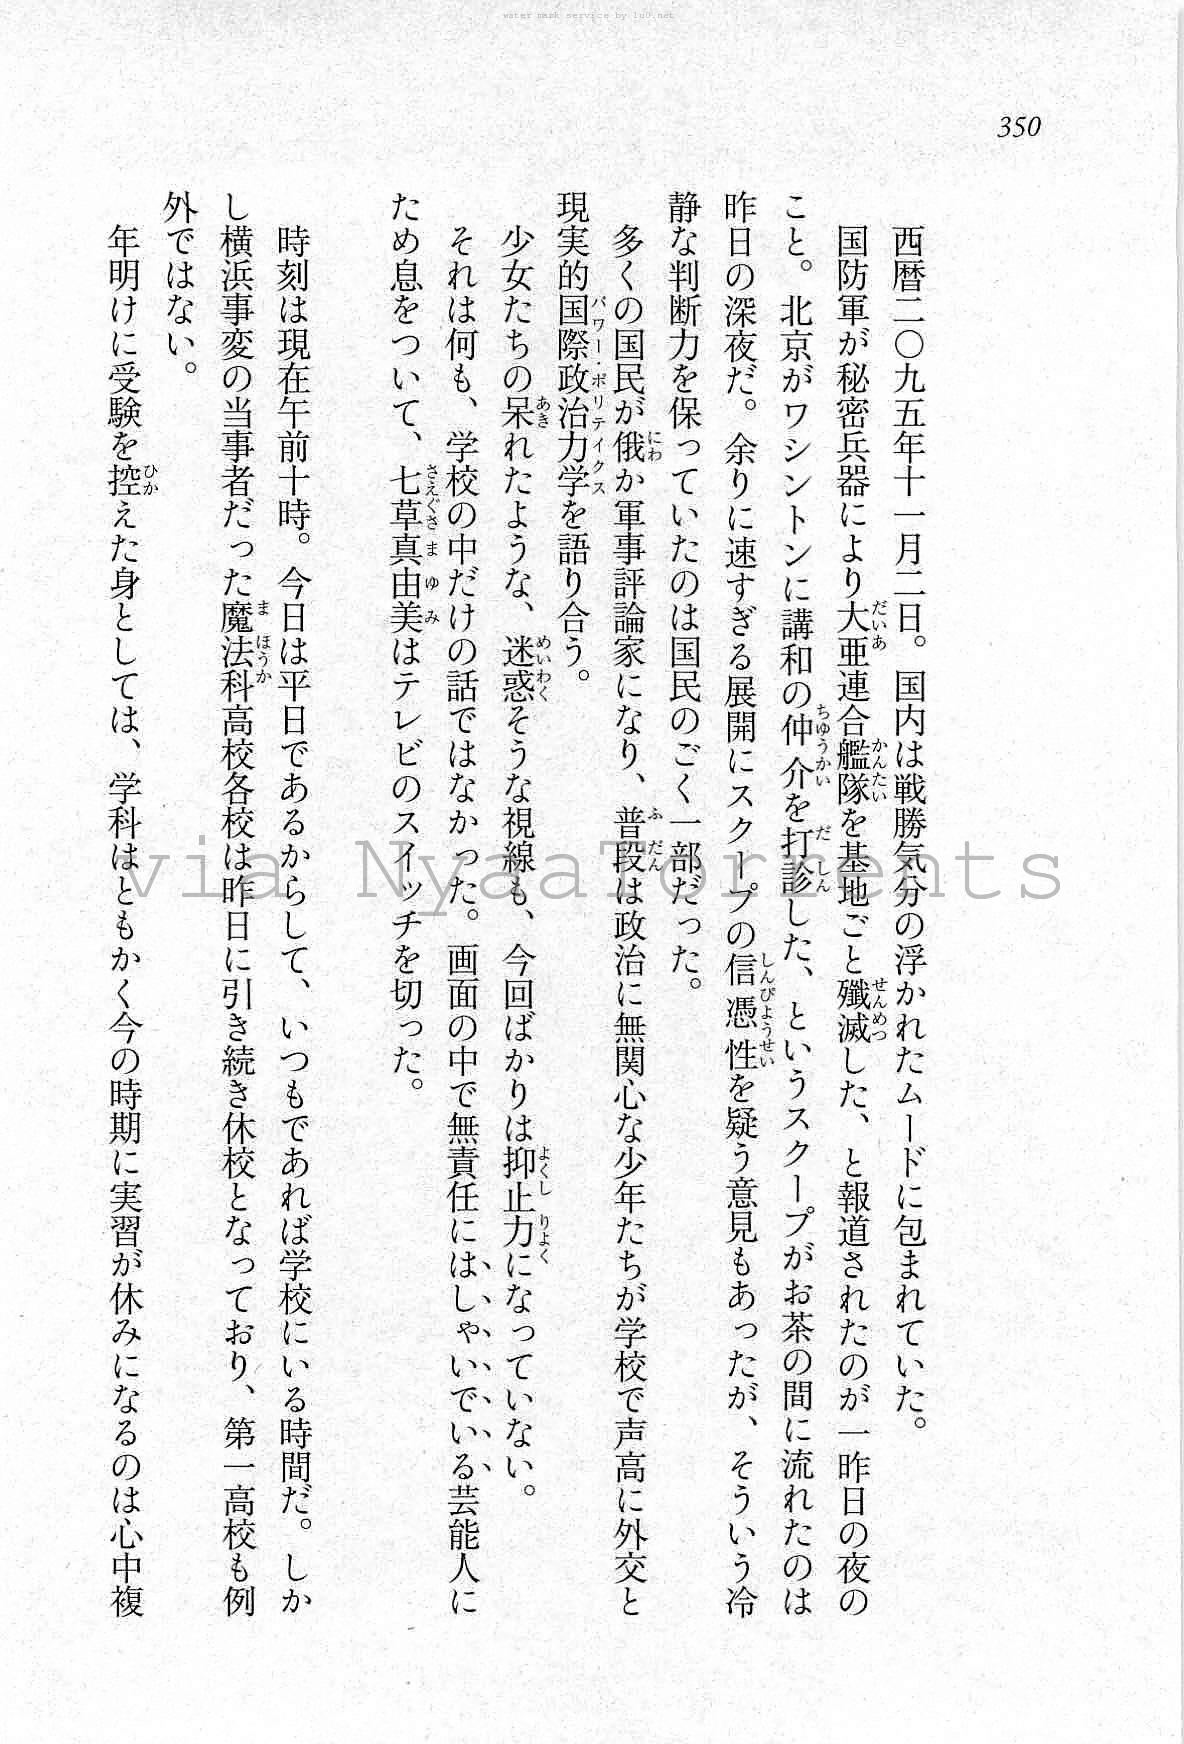 water mark service by lu0.net
350
西暦二〇九五年十一月二日。国内は戦勝気分の浮かれたムードに包まれていた。
国防軍が秘密兵器により大亜連合艦隊を基地ごと殲滅した、と報道されたのが一昨日の夜の
こと。北京がワシントンに講和の仲介を打診した、というスクープがお茶の間に流れたのは
昨日の深夜だ。余りに速すぎる展開にスクープの信憑性を疑う意見もあったが、そういう冷
静な判断力を保っていたのは国民のごく一部だった。
多くの国民が俄か軍事評論家になり、普段は政治に無関心な少年たちが学校で声高に外交と
現実的国際政治力学を語り合う。
少女たちの呆れたような、迷惑そうな視線も、今回ばかりは抑止力になっていない。
それは何も、学校の中だけの話ではなかった。画面の中で無責任にはしゃいでいる芸能人に
ため息をついて、七草真由美はテレビのスイッチを切った。
時刻は現在午前十時。今日は平日であるからして、いつもであれば学校にいる時間だ。しか
し横浜事変の当事者だった魔法科高校各校は昨日に引き続き休校となっており、第一高校も例
外ではない。
年明けに受験を控えた身としては、学科はともかく今の時期に実習が休みになるのは心中複
via NyaaTorrents